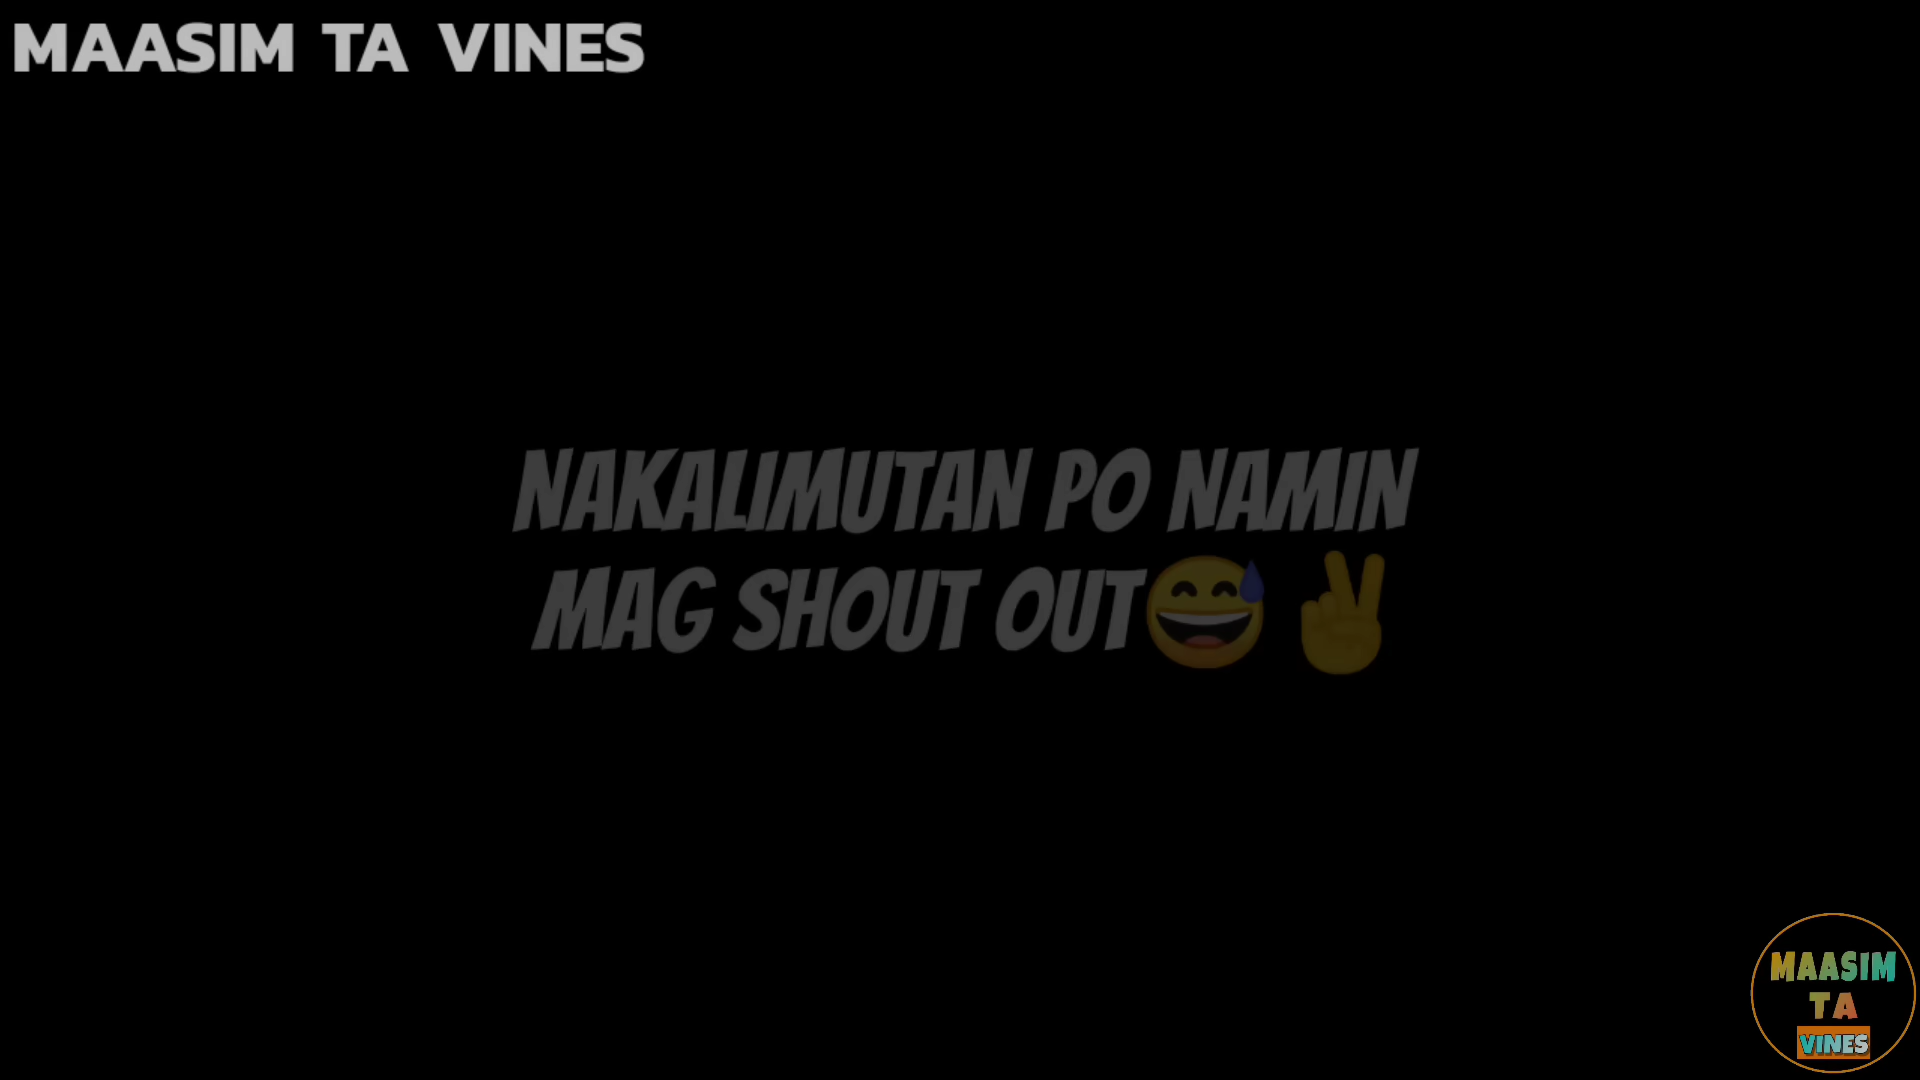 MAASIM TA VINES
NAKALIMUTAN PO NAMIN
MAG SHOUT OUT😅✌
MAASIM
TA
VINES